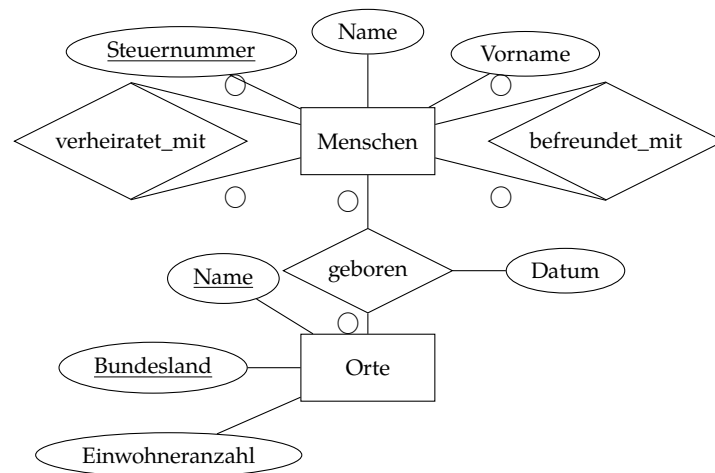 Name
Steuernummer
Vorname
verheiratet_mit
Menschen
befreundet_mit
geboren
Name
Datum
Bundesland
Orte
Einwohneranzahl